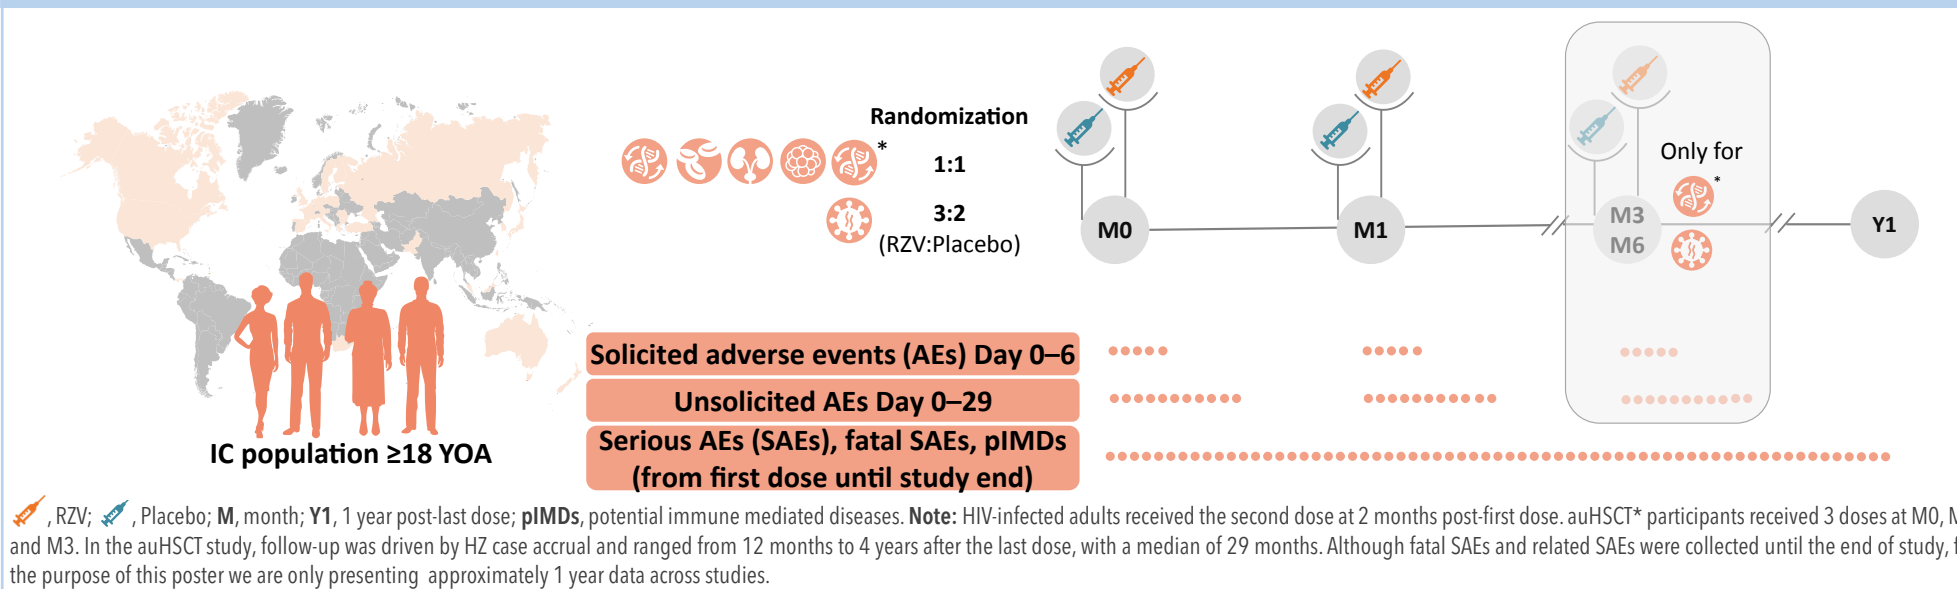 Randomization
*
1:1
3:2
(RZV:Placebo)
M0
M1
Only for
*
M3
M6
Y1
IC population ≥18 YOA
Solicited adverse events (AEs) Day 0–6
Unsolicited AEs Day 0–29
Serious AEs (SAEs), fatal SAEs, pIMDs
(from first dose until study end)
, RZV; , Placebo; M, month; Y1, 1 year post-last dose; pIMDs, potential immune mediated diseases. Note: HIV-infected adults received the second dose at 2 months post-first dose. auHSCT* participants received 3 doses at M0,
and M3. In the auHSCT study, follow-up was driven by HZ case accrual and ranged from 12 months to 4 years after the last dose, with a median of 29 months. Although fatal SAEs and related SAEs were collected until the end of study,
the purpose of this poster we are only presenting approximately 1 year data across studies.